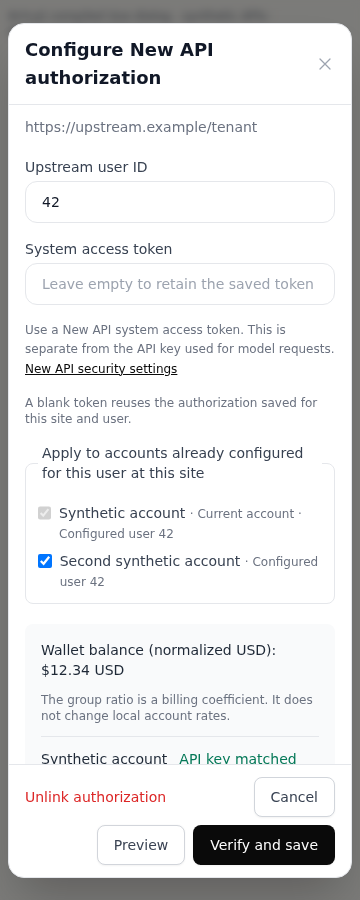 Configure New API
authorization
https://upstream.example/tenant
Upstream user ID
42
System access token
Leave empty to retain the saved token
Use a New API system access token. This is
separate from the API key used for model requests.
New API security settings
A blank token reuses the authorization saved for
this site and user.
Apply to accounts already configured
for this user at this site
Synthetic account · Current account ·
Configured user 42
Second synthetic account · Configured
user 42
Wallet balance (normalized USD):
$12.34 USD
The group ratio is a billing coefficient. It does
not change local account rates.
Synthetic account API key matched
Unlink authorization
Cancel
Preview
Verify and save